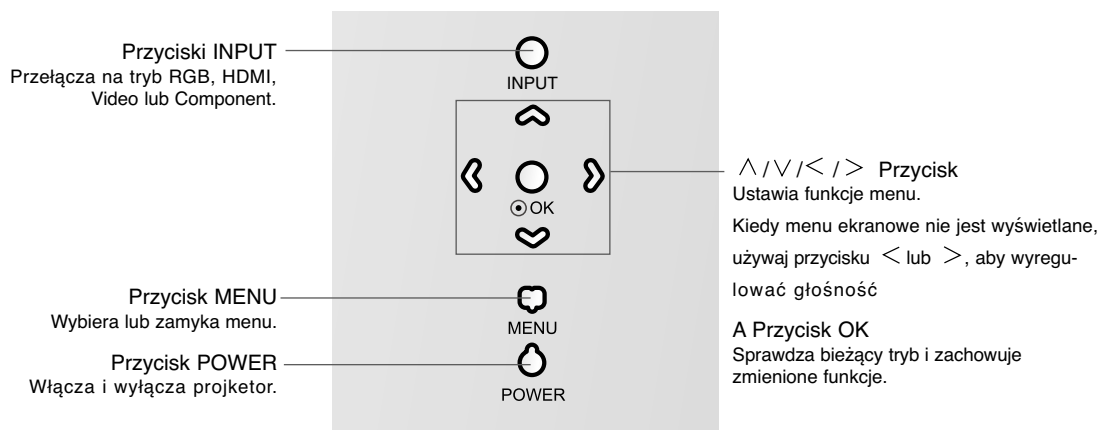 Przyciski INPUT
Przełącza na tryb RGB, HDMI,
Video lub Component.
INPUT
⊙OK
∧/∨/< / > Przycisk
Ustawia funkcje menu.
Kiedy menu ekranowe nie jest wyświetlane,
używaj przycisku < lub >, aby wyregu-
lować głośność
Przycisk MENU
Wybiera lub zamyka menu.
MENU
A Przycisk OK
Sprawdza bieżący tryb i zachowuje
zmienione funkcje.
Przycisk POWER
Włącza i wyłącza projketor.
POWER